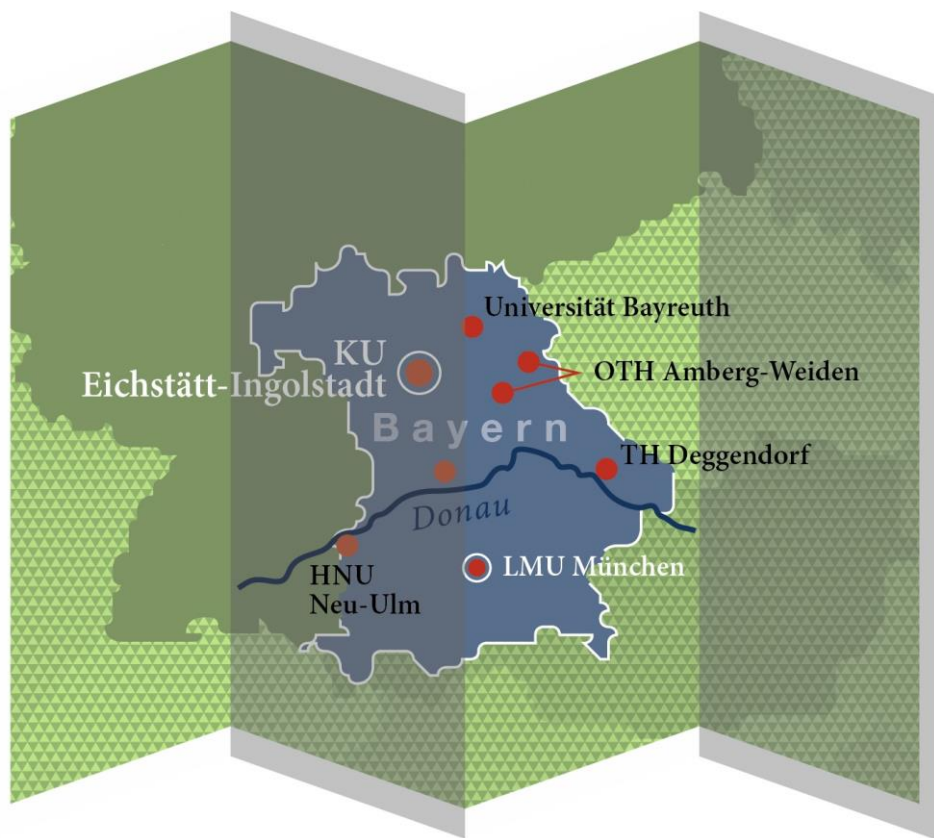 Universität Bayreuth
KU
Eichstätt-Ingolstadt
OTH Amberg-Weiden
Bayern
TH Deggendorf
Donau
LMU München
HNU
Neu-Ulm